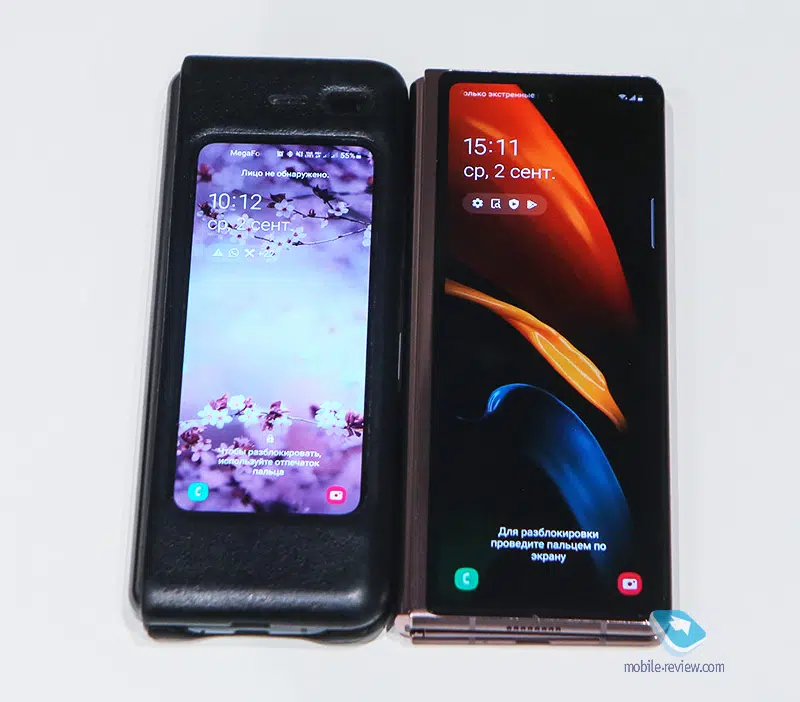 MegaFo
55%
Лицо не обнаружено.
10:12
ср, 2 сент.
Чтобы разблокировать,
используйте отпечаток
пальца
олько экстренные
15:11
ср, 2 сент.
Для разблокировки
проведите пальцем по
экрану
mobile-review.com